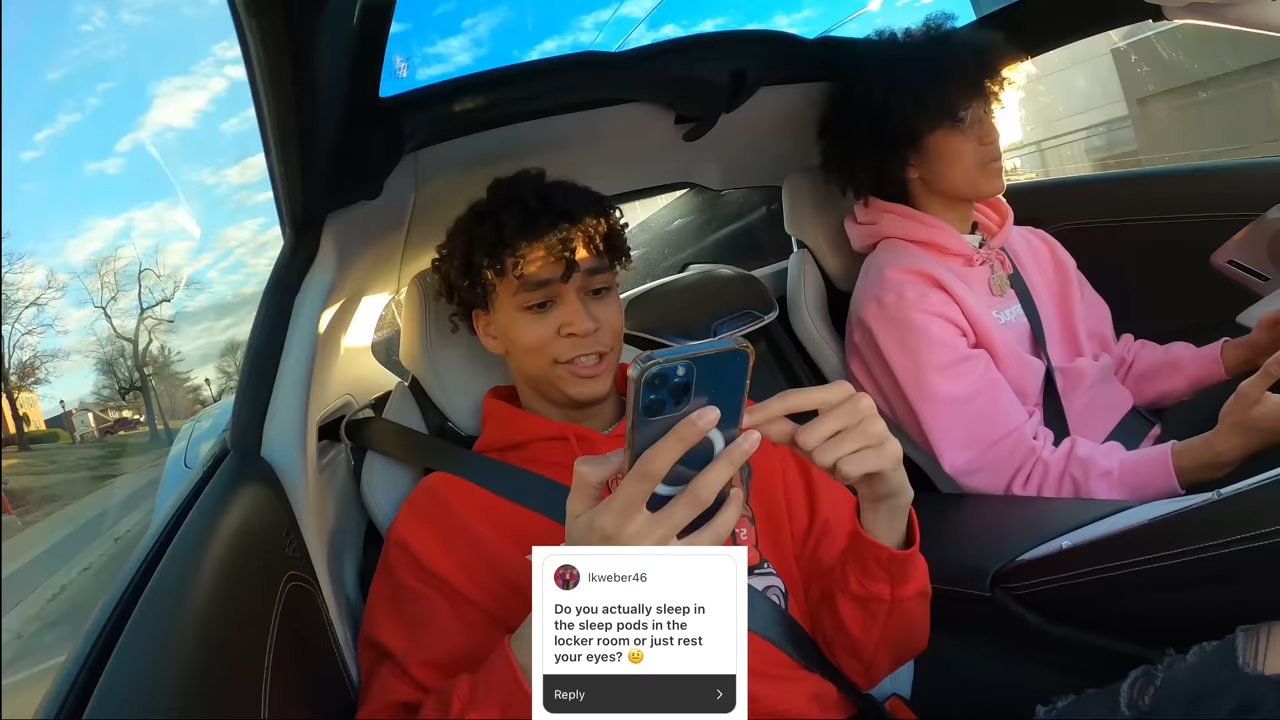 Supreme
lkweber46
Do you actually sleep in
the sleep pods in the
locker room or just rest
your eyes? 🤨
Reply